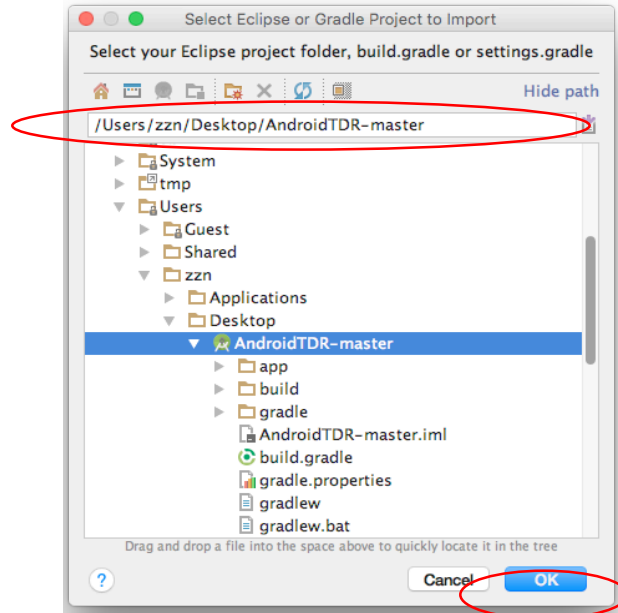 Select Eclipse or Gradle Project to Import
Select your Eclipse project folder, build.gradle or settings.gradle
Hide path
/Users/zzn/Desktop/AndroidTDR-master
System
tmp
Users
Guest
Shared
zzn
Applications
Desktop
AndroidTDR-master
app
build
gradle
AndroidTDR-master.iml
build.gradle
gradle.properties
gradlew
gradlew.bat
Drag and drop a file into the space above to quickly locate it in the tree
? Cancel OK